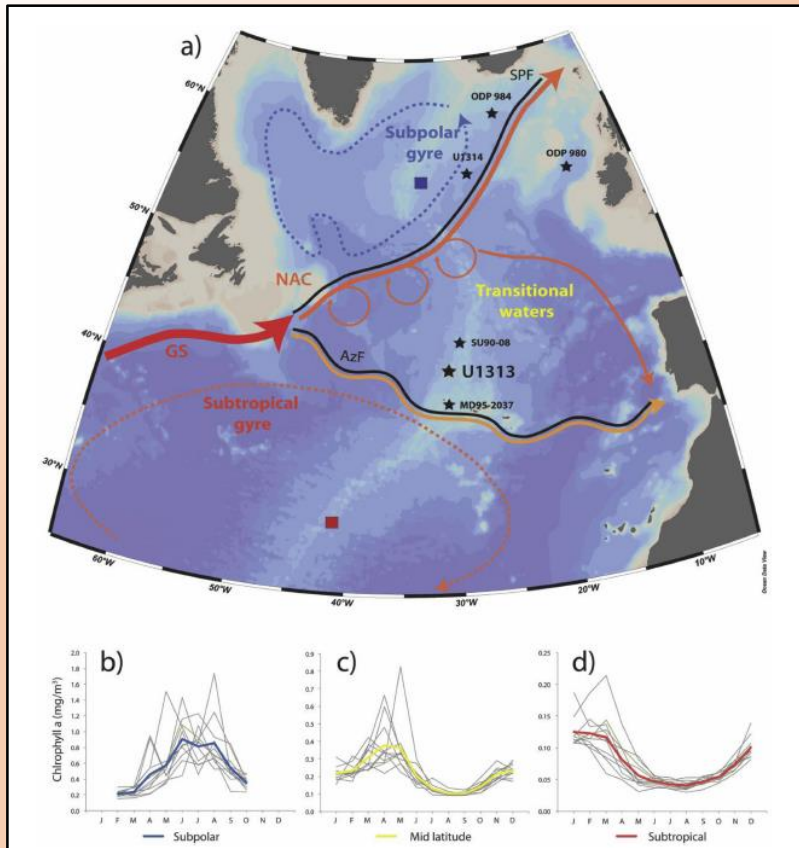 a)
60°N
50°N
40°N
30°N
SPF
ODP 984
Subpolar
gyre
U1314
ODP 980
NAC
Transitional
waters
GS
AzF
SU90-08
U1313
MD95-2037
Subtropical
gyre
60°W
50°W
40°W
30°W
20°W
10°W
Ocean Data View
b)
c)
d)
Chlrophyll a (mg/m³)
2.0
1.8
1.6
1.4
1.2
1.0
0.8
0.6
0.4
0.2
0.0
J F M A M J J A S O N D
Subpolar
0.9
0.8
0.7
0.6
0.5
0.4
0.3
0.2
0.1
J F M A M J J A S O N D
Mid latitude
0.25
0.20
0.15
0.10
0.05
0.00
J F M A M J J A S O N D
Subtropical